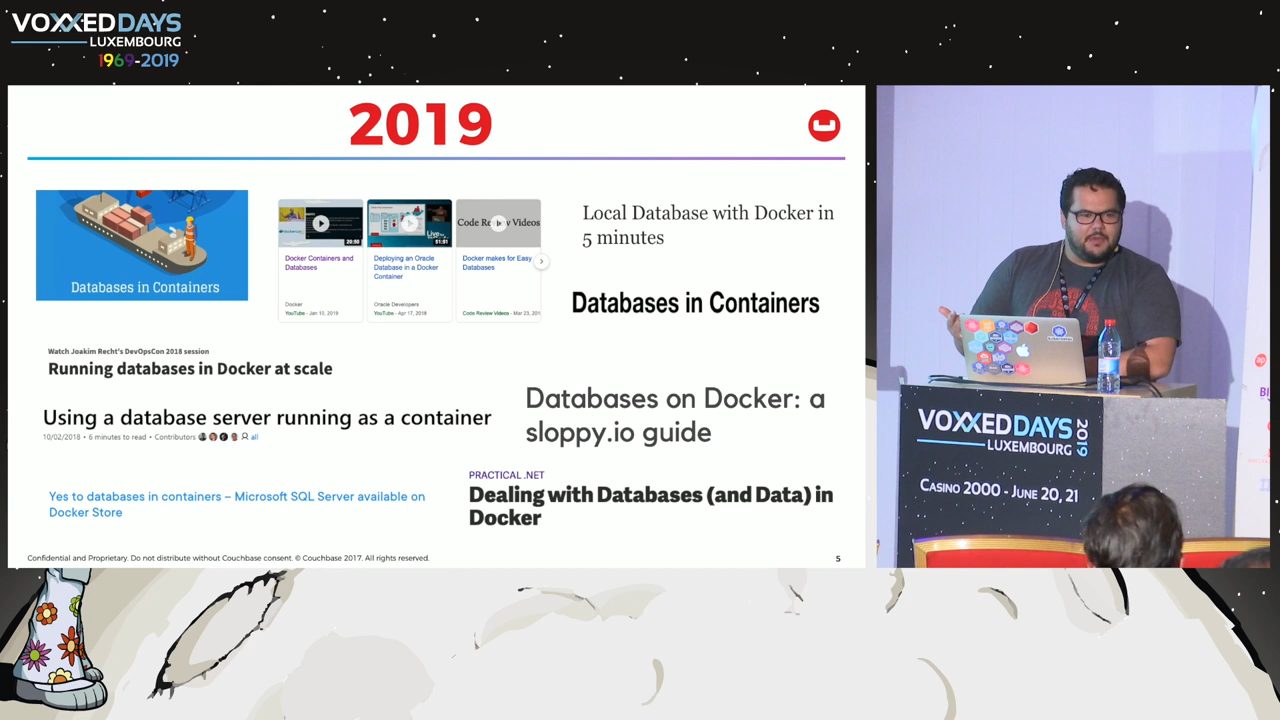 VOXXED DAYS
LUXEMBOURG
1969-2019
2019
Databases in Containers
20:50
Docker Containers and
Databases
Docker
YouTube - Jan 10, 2019
Live
51:51
Deploying an Oracle
Database in a Docker
Container
Oracle Developers
YouTube - Apr 17, 2018
Code Review Videos
Docker makes for Easy
Databases
Code Review Videos - Mar 23, 201
Local Database with Docker in
5 minutes
Databases in Containers
Watch Joakim Recht's DevOpsCon 2018 session
Running databases in Docker at scale
Using a database server running as a container
10/02/2018 • 6 minutes to read • Contributors all
Databases on Docker: a
sloppy.io guide
Yes to databases in containers – Microsoft SQL Server available on
Docker Store
PRACTICAL .NET
Dealing with Databases (and Data) in
Docker
Confidential and Proprietary. Do not distribute without Couchbase consent. © Couchbase 2017. All rights reserved.
5
kubernetes
VOXXED DAYS
LUXEMBOURG
2019
CASINO 2000 - JUNE 20, 21